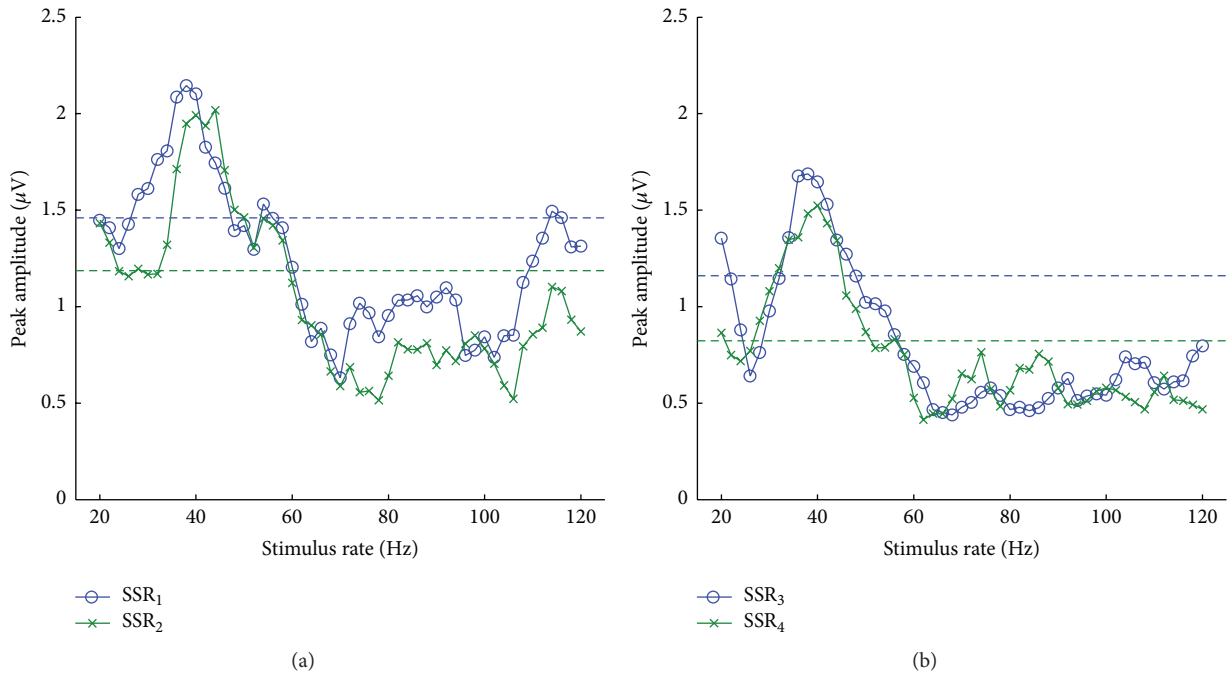 2.5
2
1.5
1
0.5
0
Peak amplitude (μV)
20 40 60 80 100 120
Stimulus rate (Hz)
SSR₁
SSR₂
(a)
2.5
2
1.5
1
0.5
0
Peak amplitude (μV)
20 40 60 80 100 120
Stimulus rate (Hz)
SSR₃
SSR₄
(b)